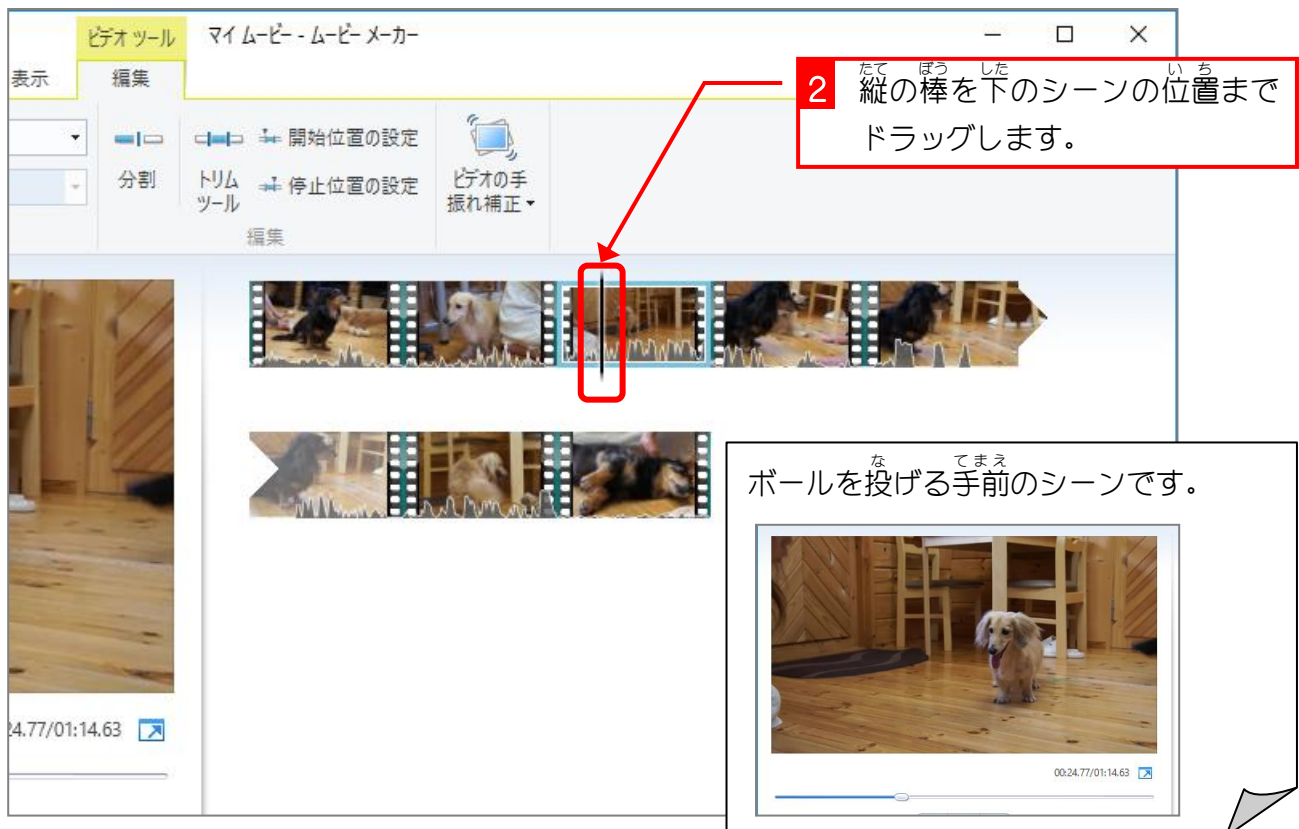 ビデオ ツール
マイ ムービー - ムービー メーカー
表示
編集
2
たて ぼう した いち
縦の棒を下のシーンの位置まで
ドラッグします。
分割
トリム
ツール
開始位置の設定
停止位置の設定
ビデオの手
振れ補正
編集
な てまえ
ボールを投げる手前のシーンです。
4.77/01:14.63
00:24.77/01:14.63